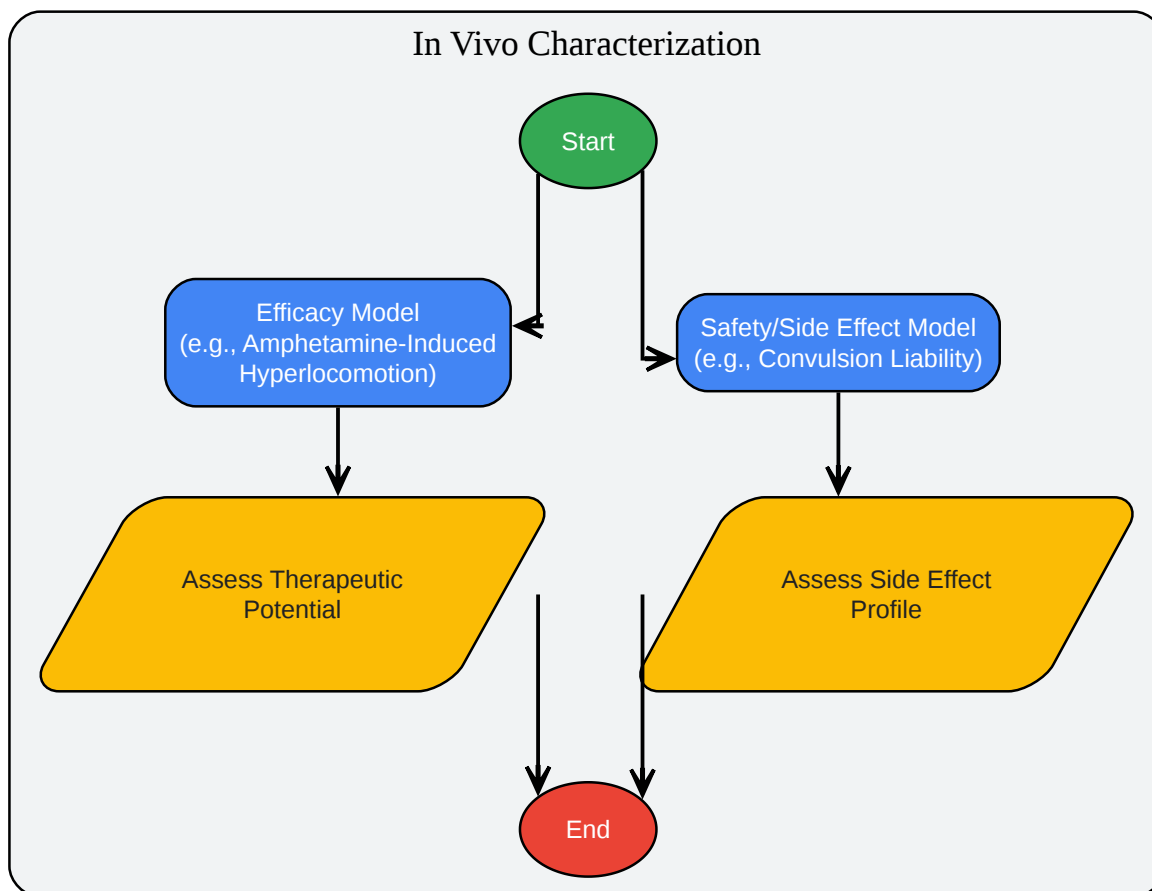 In Vivo Characterization
Start
Efficacy Model
(e.g., Amphetamine-Induced
Hyperlocomotion)
Safety/Side Effect Model
(e.g., Convulsion Liability)
Assess Therapeutic
Potential
Assess Side Effect
Profile
End